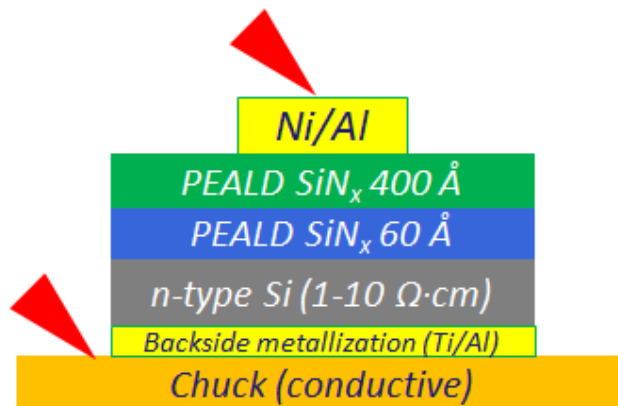 Ni/Al
PEALD SiNₓ 400 Å
PEALD SiNₓ 60 Å
n-type Si (1-10 Ω·cm)
Backside metallization (Ti/Al)
Chuck (conductive)